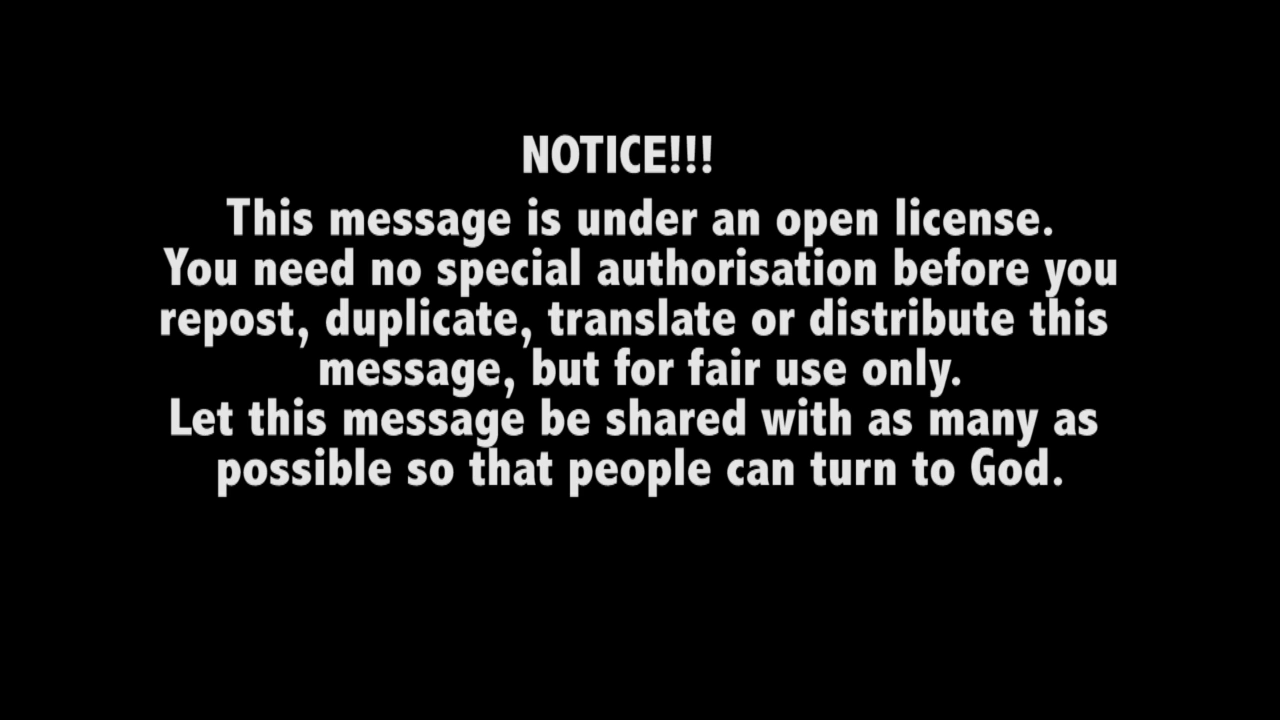 NOTICE!!!
This message is under an open license.
You need no special authorisation before you
repost, duplicate, translate or distribute this
message, but for fair use only.
Let this message be shared with as many as
possible so that people can turn to God.